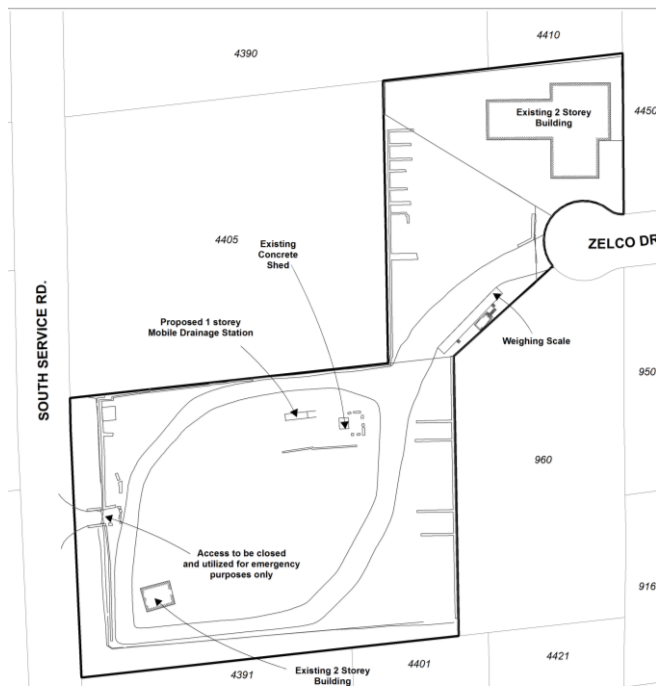 4410
4390
4450
Existing 2 Storey
Building
4405
ZELCO DR
Existing
Concrete
Shed
Proposed 1 storey
Mobile Drainage Station
Weighing Scale
SOUTH SERVICE RD.
950
960
Access to be closed
and utilized for emergency
purposes only
916
Existing 2 Storey
Building
4391
4401
4421